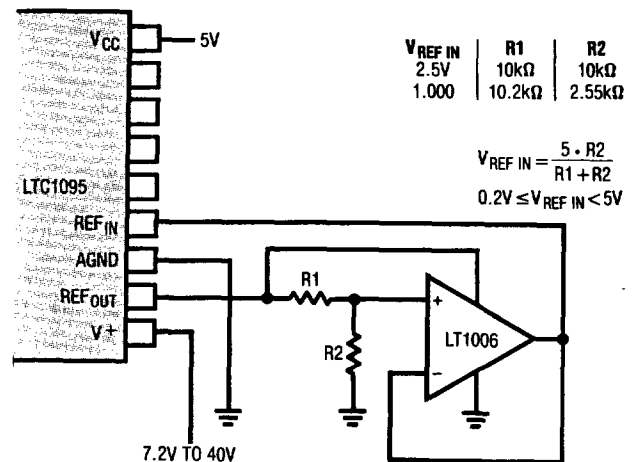 VCC
5V
LTC1095
REFIN
AGND
REFOUT
V+
7.2V TO 40V
R1
R2
+
−
LT1006
VREF IN R1 R2
2.5V 10kΩ 10kΩ
1.000 10.2kΩ 2.55kΩ
VREF IN = 5 • R2
R1 + R2
0.2V ≤ VREF IN < 5V